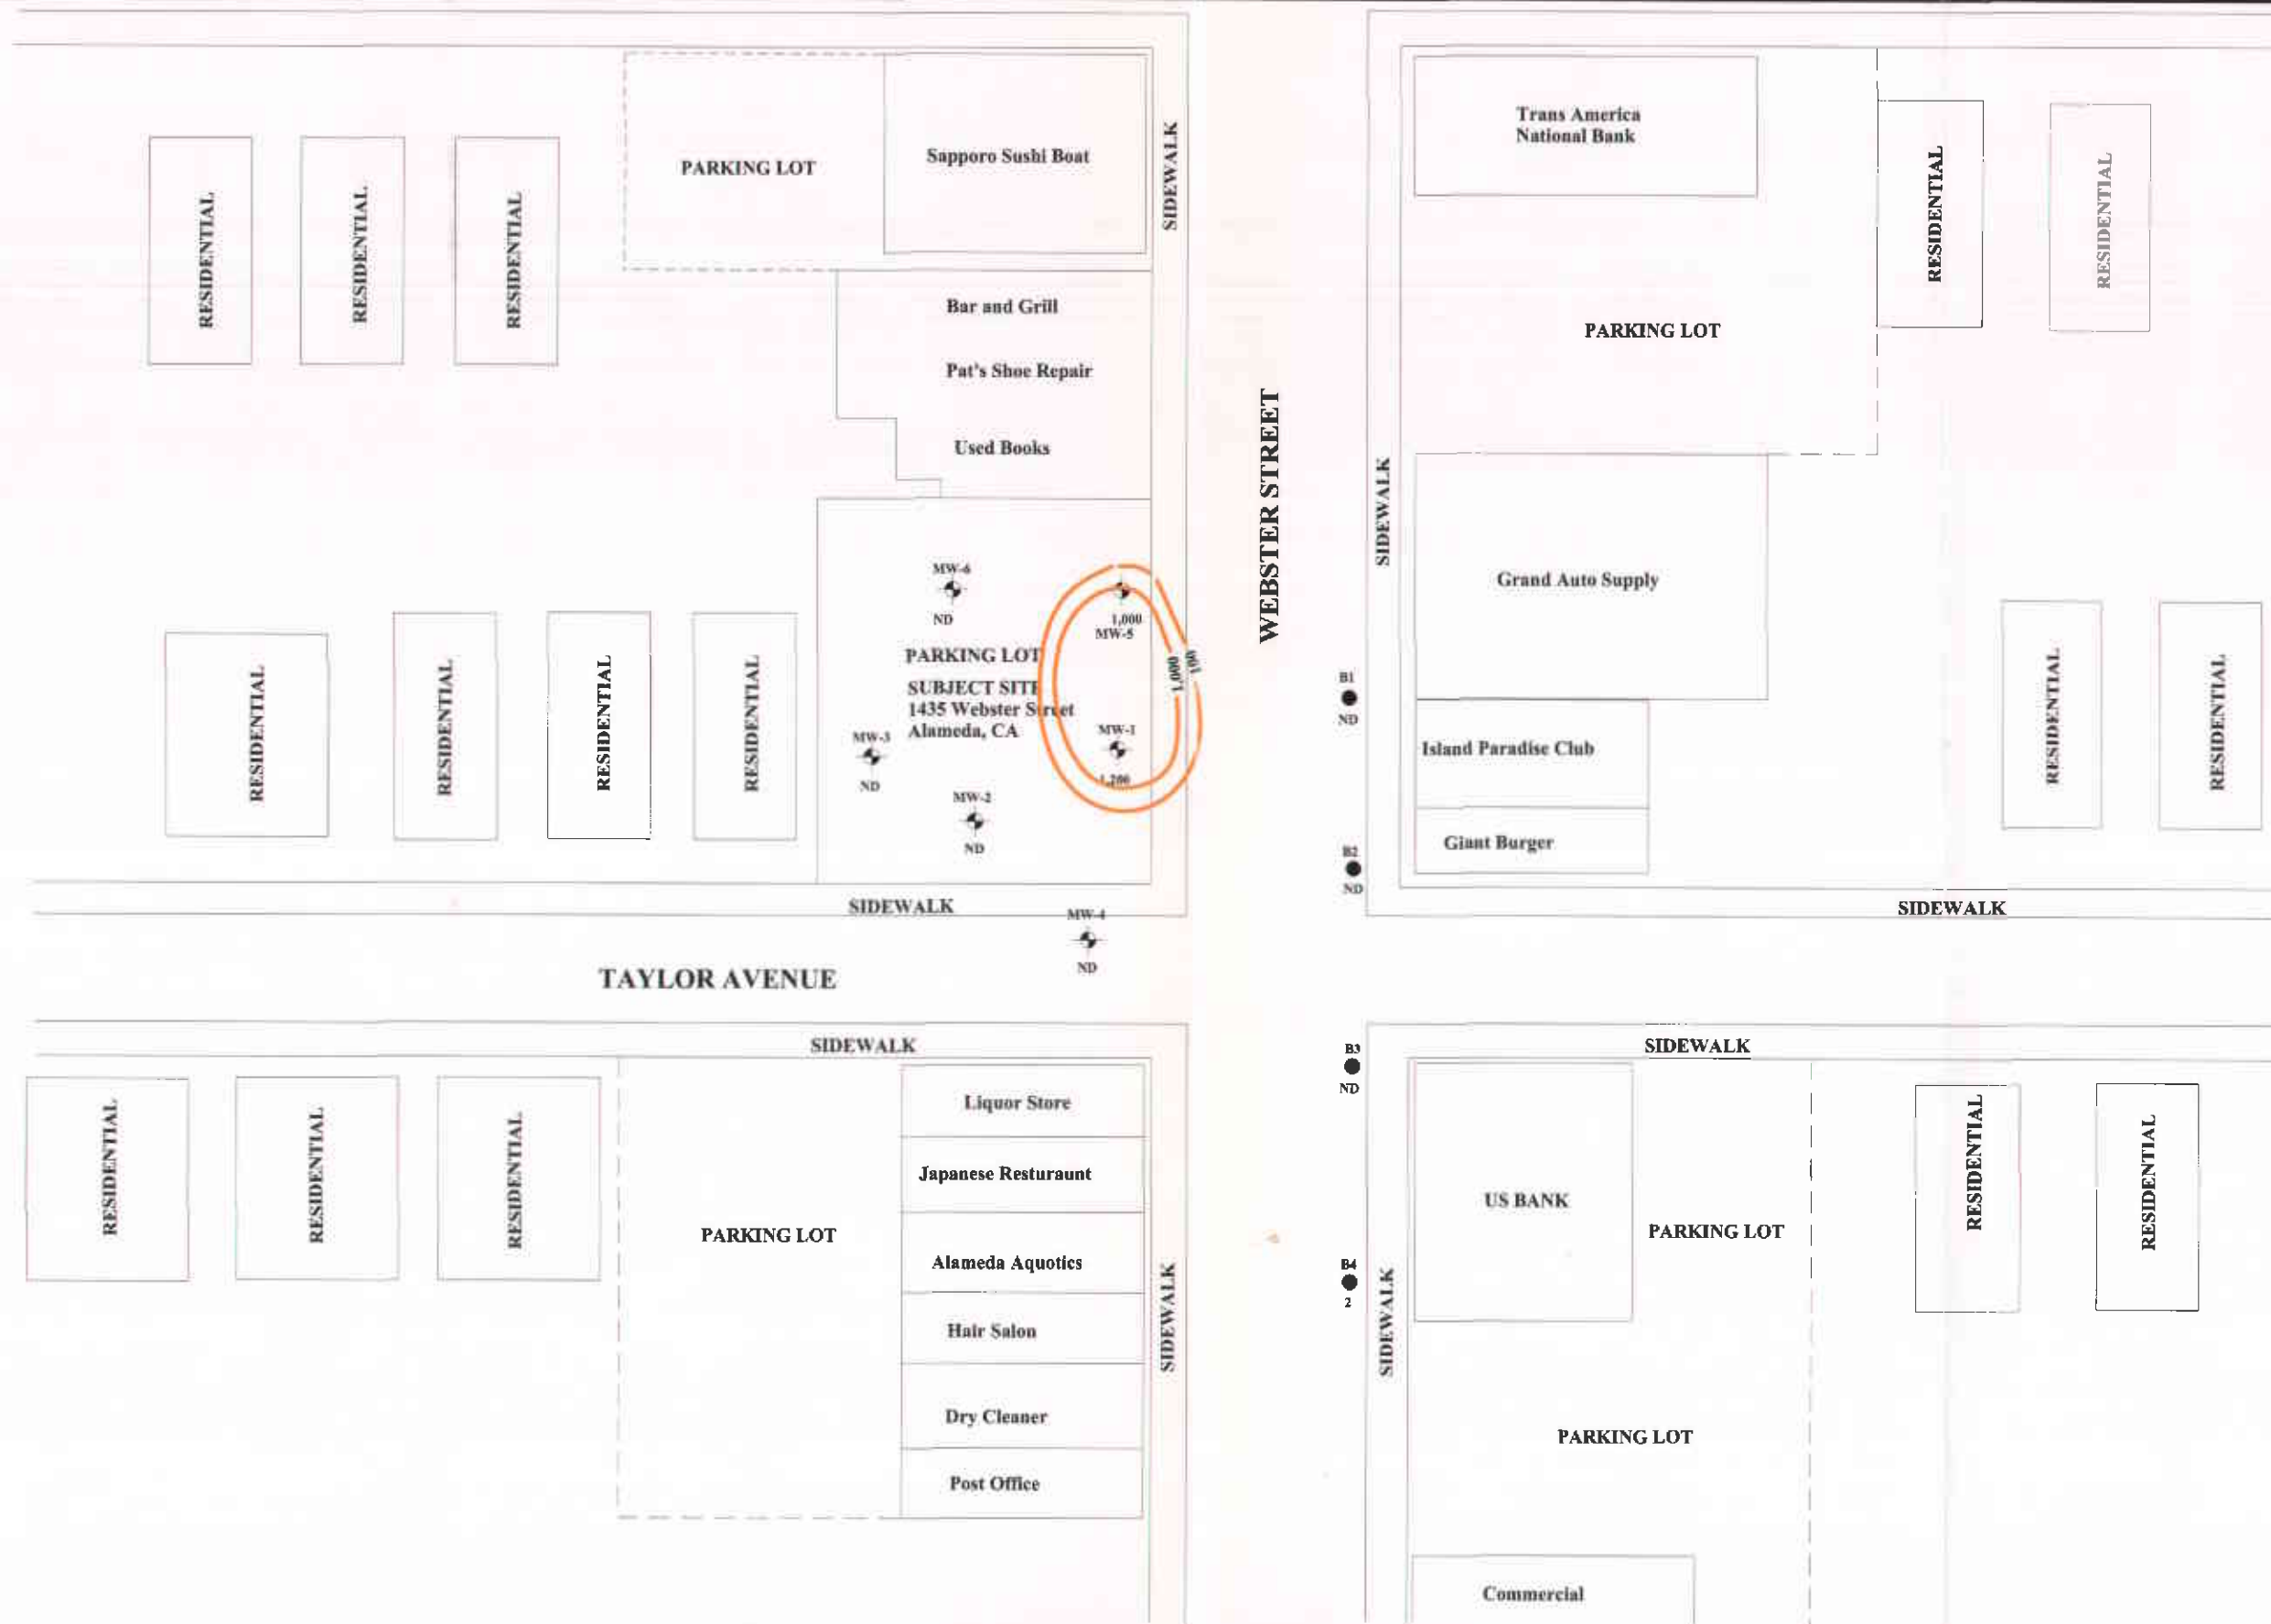 Trans America
National Bank
Sapporo Sushi Boat
PARKING LOT
SIDEWALK
RESIDENTIAL
RESIDENTIAL
RESIDENTIAL
RESIDENTIAL
RESIDENTIAL
Bar and Grill
PARKING LOT
Pat's Shoe Repair
Used Books
WEBSTER STREET
SIDEWALK
MW-6
ND
Grand Auto Supply
1,000
MW-5
PARKING LOT
SUBJECT SITE
1435 Webster Street
Alameda, CA
1,000
100
RESIDENTIAL
RESIDENTIAL
RESIDENTIAL
RESIDENTIAL
RESIDENTIAL
RESIDENTIAL
B1
ND
MW-3
ND
MW-1
1,200
Island Paradise Club
MW-2
ND
Giant Burger
B2
ND
SIDEWALK
SIDEWALK
MW-4
ND
TAYLOR AVENUE
SIDEWALK
B3
ND
SIDEWALK
Liquor Store
RESIDENTIAL
RESIDENTIAL
RESIDENTIAL
Japanese Resturaunt
US BANK
RESIDENTIAL
RESIDENTIAL
PARKING LOT
PARKING LOT
Alameda Aquotics
B4
2
SIDEWALK
SIDEWALK
Hair Salon
Dry Cleaner
PARKING LOT
Post Office
Commercial